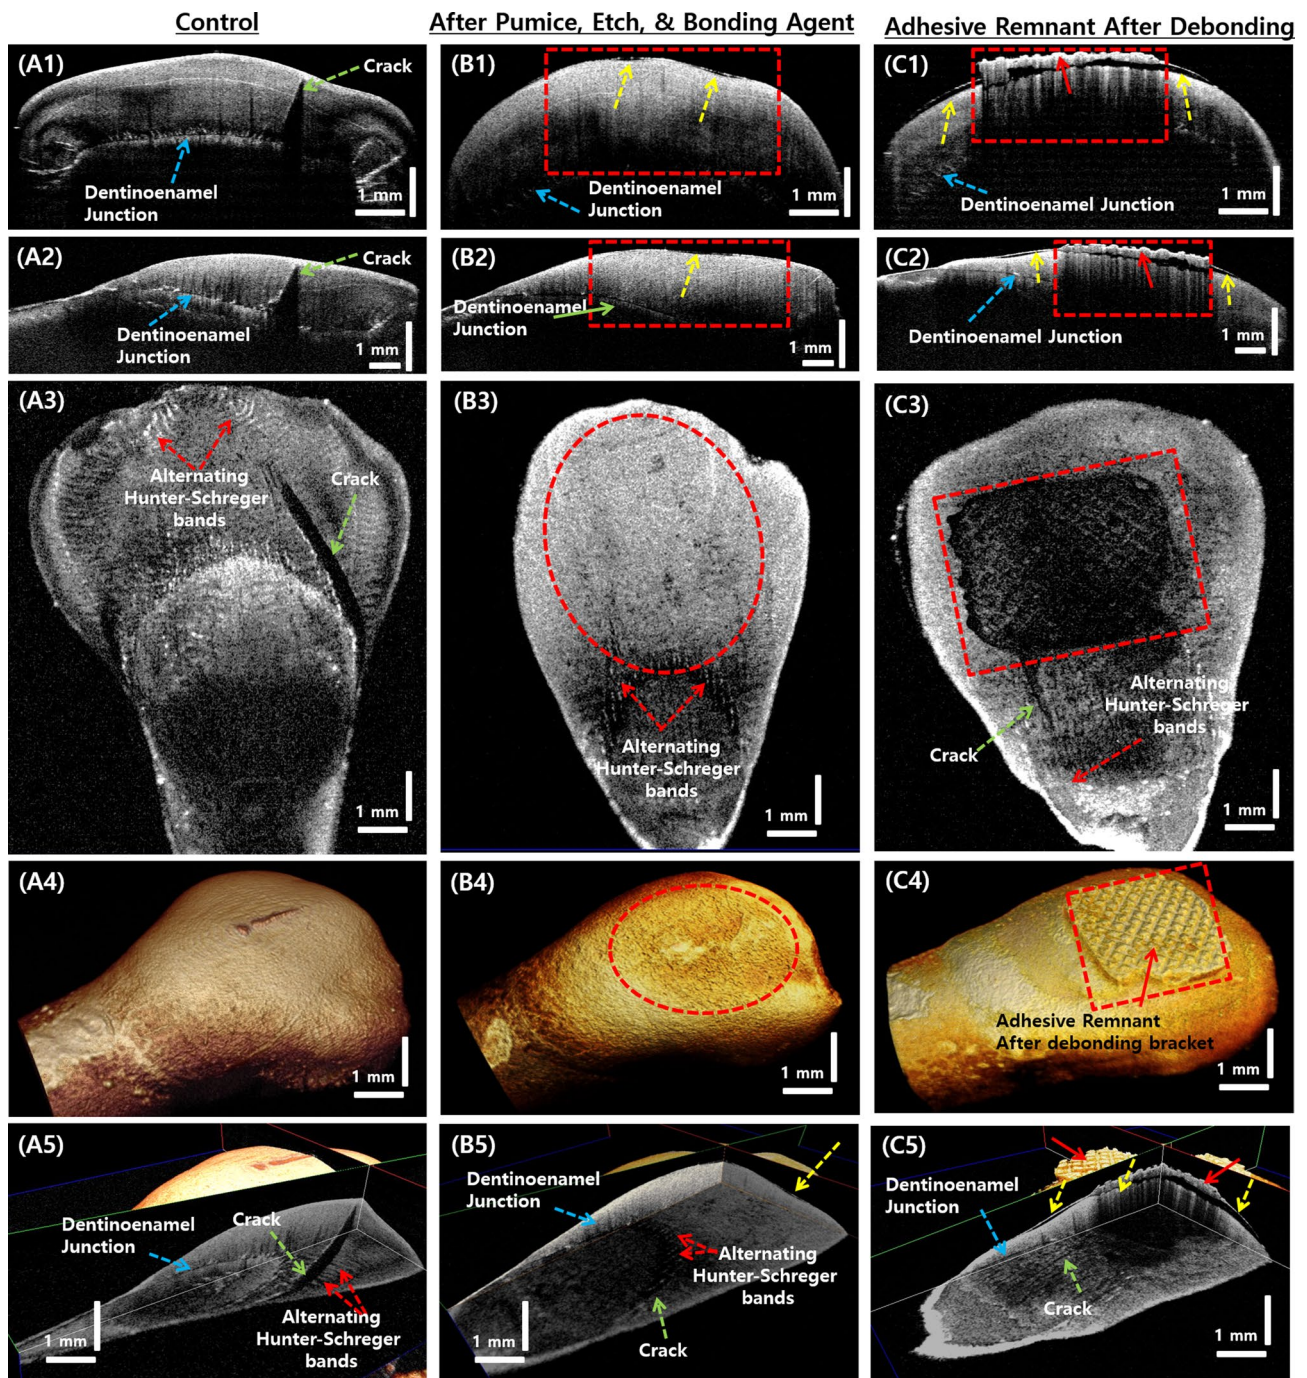 Control
After Pumice, Etch, & Bonding Agent
Adhesive Remnant After Debonding
(A1)
Crack
Dentinoenamel
Junction
1 mm
(B1)
Dentinoenamel
Junction
1 mm
(C1)
Dentinoenamel Junction
1 mm
(A2)
Crack
Dentinoenamel
Junction
1 mm
(B2)
Dentinoenamel
Junction
1 mm
(C2)
Dentinoenamel Junction
1 mm
(A3)
Alternating
Hunter-Schreger
bands
Crack
1 mm
(B3)
Alternating
Hunter-Schreger
bands
1 mm
(C3)
Alternating
Hunter-Schreger
bands
Crack
1 mm
(A4)
1 mm
(B4)
1 mm
(C4)
Adhesive Remnant
After debonding bracket
1 mm
(A5)
Dentinoenamel
Junction
Crack
Alternating
Hunter-Schreger
bands
1 mm
(B5)
Dentinoenamel
Junction
Alternating
Hunter-Schreger
bands
Crack
1 mm
(C5)
Dentinoenamel
Junction
Crack
1 mm